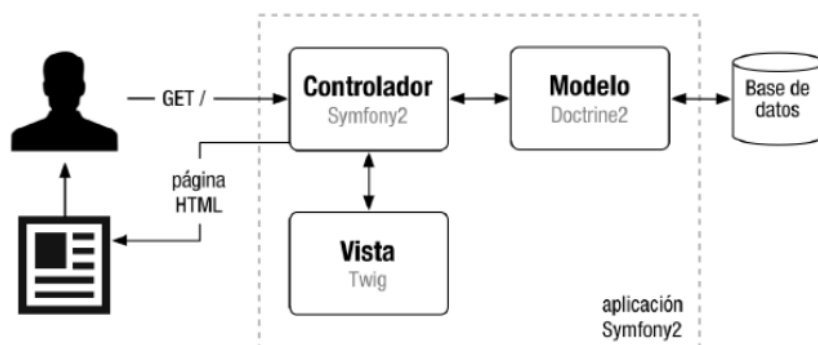 GET /
Controlador
Symfony2
Modelo
Doctrine2
Base de
datos
página
HTML
Vista
Twig
aplicación
Symfony2